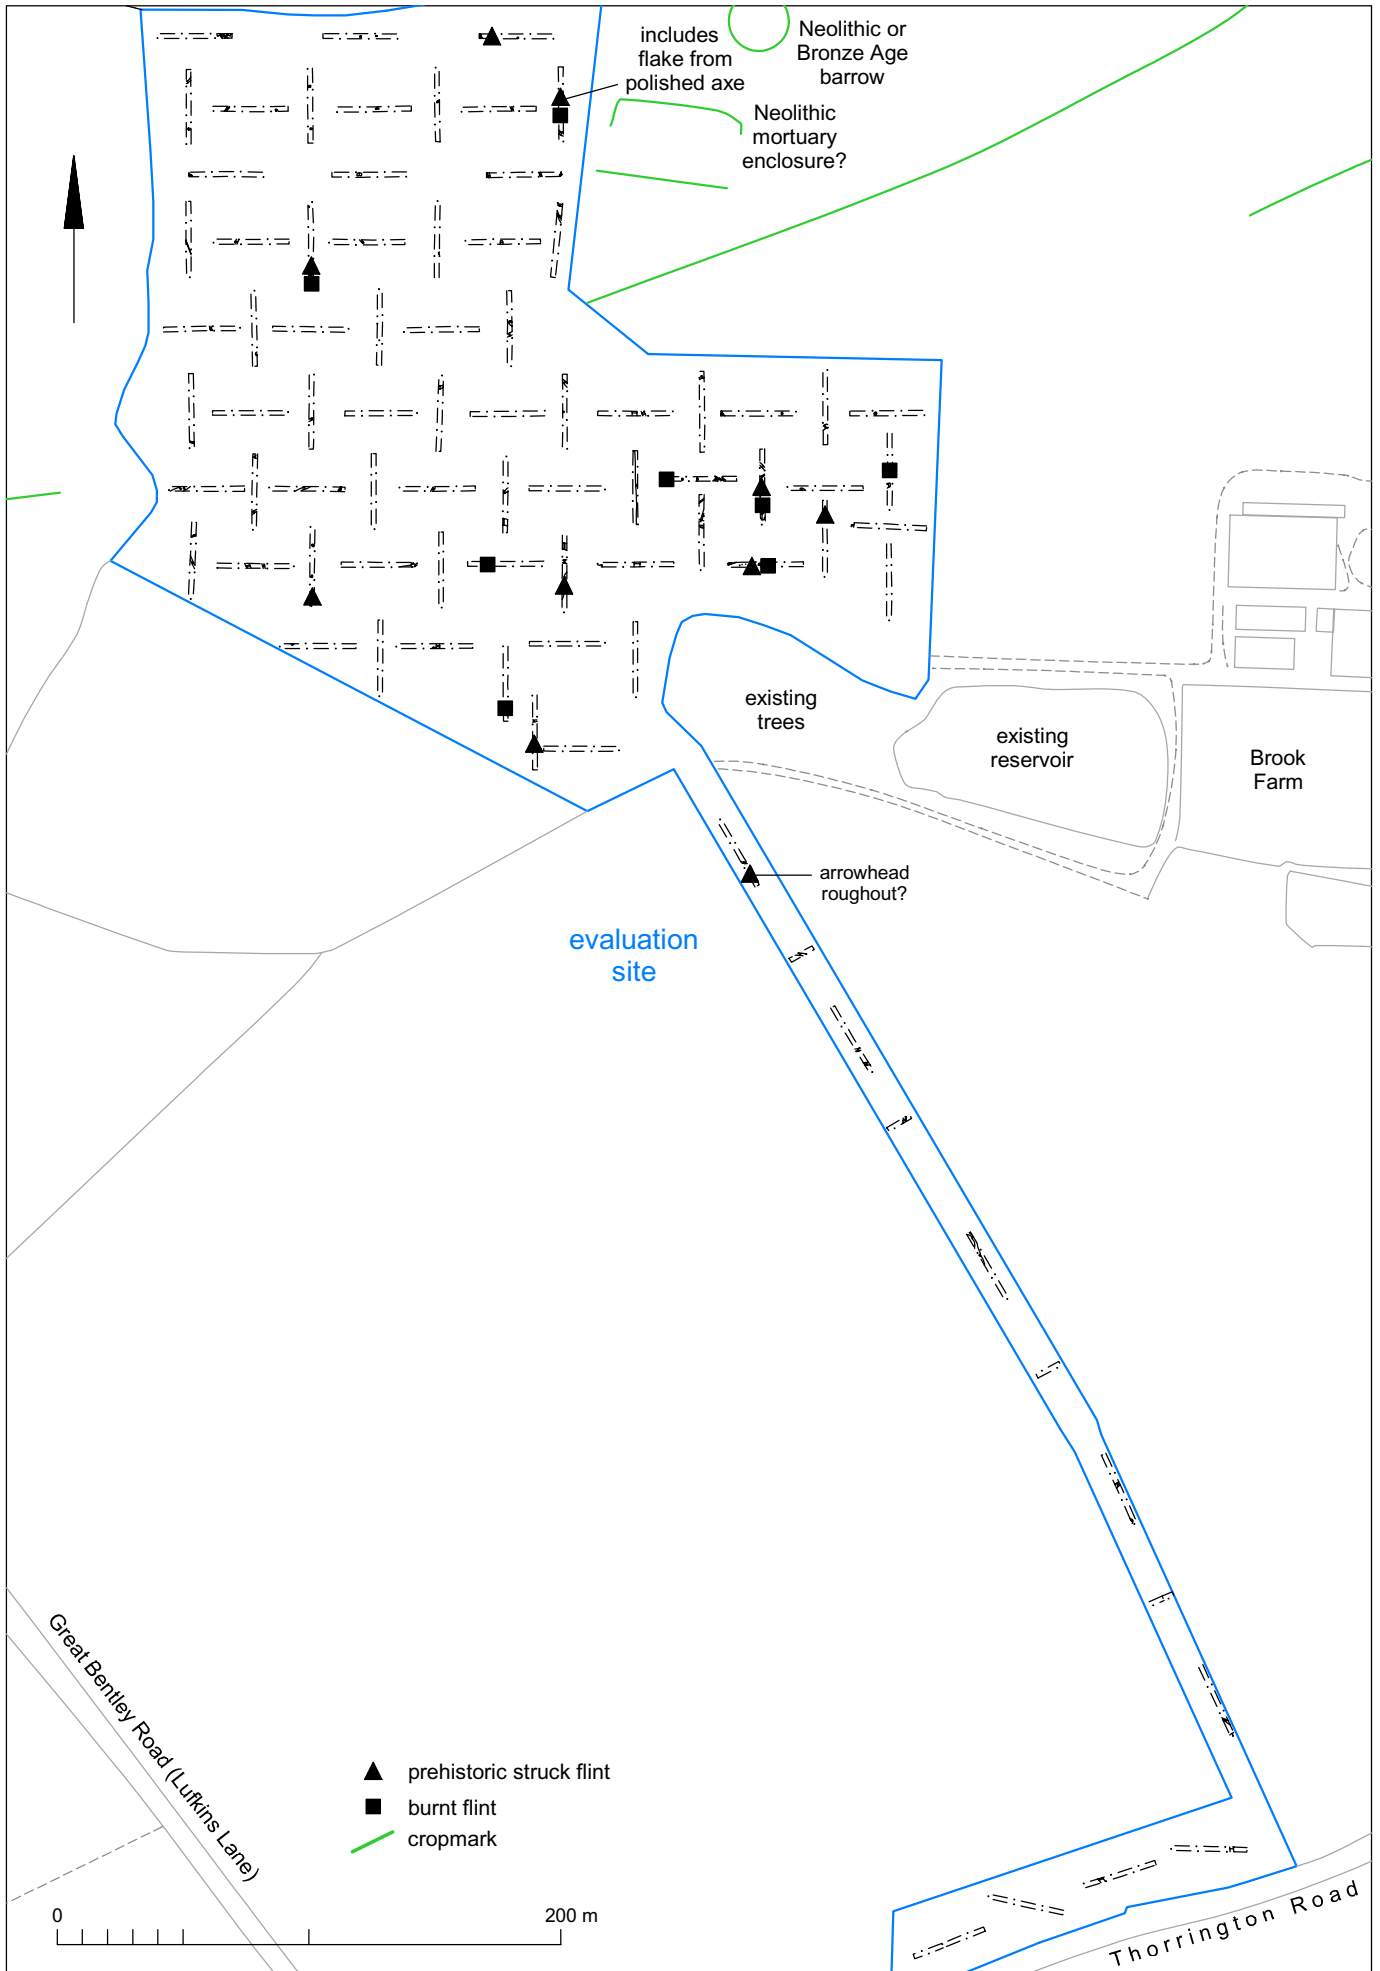 includes
flake from
polished axe
Neolithic or
Bronze Age
barrow
Neolithic
mortuary
enclosure?
existing
trees
existing
reservoir
Brook
Farm
arrowhead
roughout?
evaluation
site
Great Bentley Road (Lufkins Lane)
prehistoric struck flint
burnt flint
cropmark
0
200 m
Thorrington Road